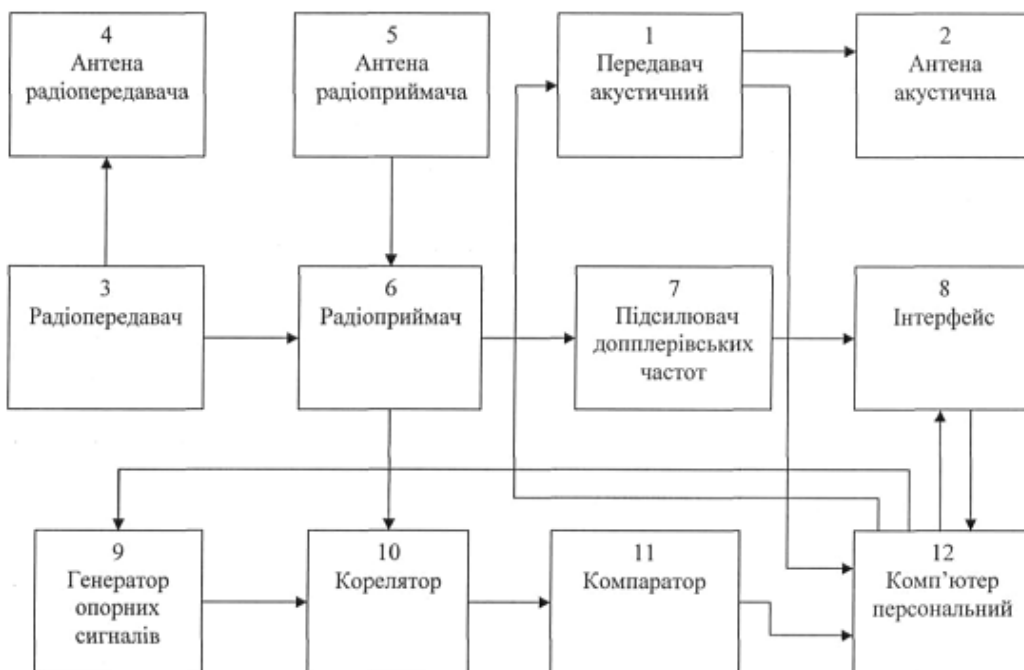 4
Антена
радіопередавача
5
Антена
радіоприймача
1
Передавач
акустичний
2
Антена
акустична
3
Радіопередавач
6
Радіоприймач
7
Підсилювач
допплерівських
частот
8
Інтерфейс
9
Генератор
опорних
сигналів
10
Корелятор
11
Компаратор
12
Комп’ютер
персональний